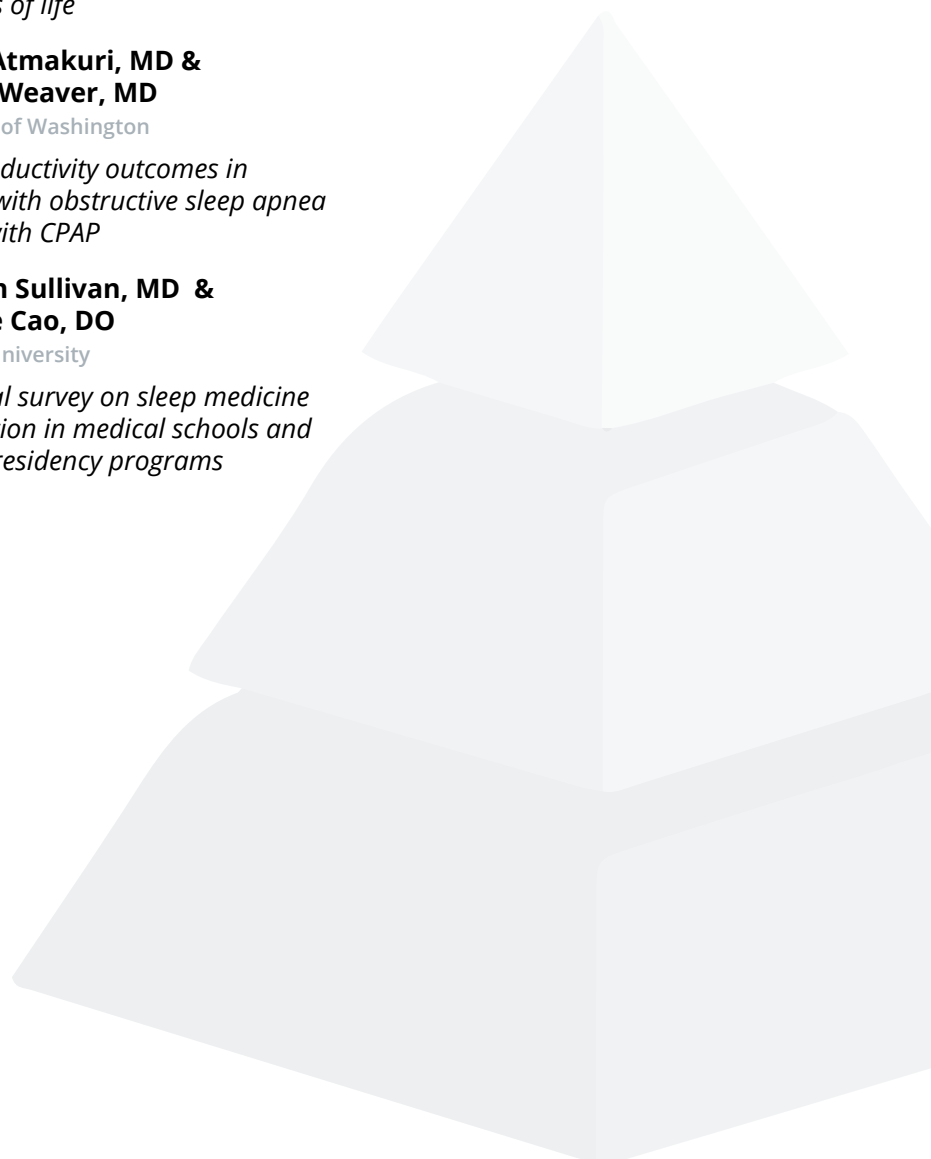 s of life
Atmakuri, MD &
Weaver, MD
of Washington
ductivity outcomes in
with obstructive sleep apnea
ith CPAP
n Sullivan, MD &
e Cao, DO
niversity
al survey on sleep medicine
ion in medical schools and
residency programs